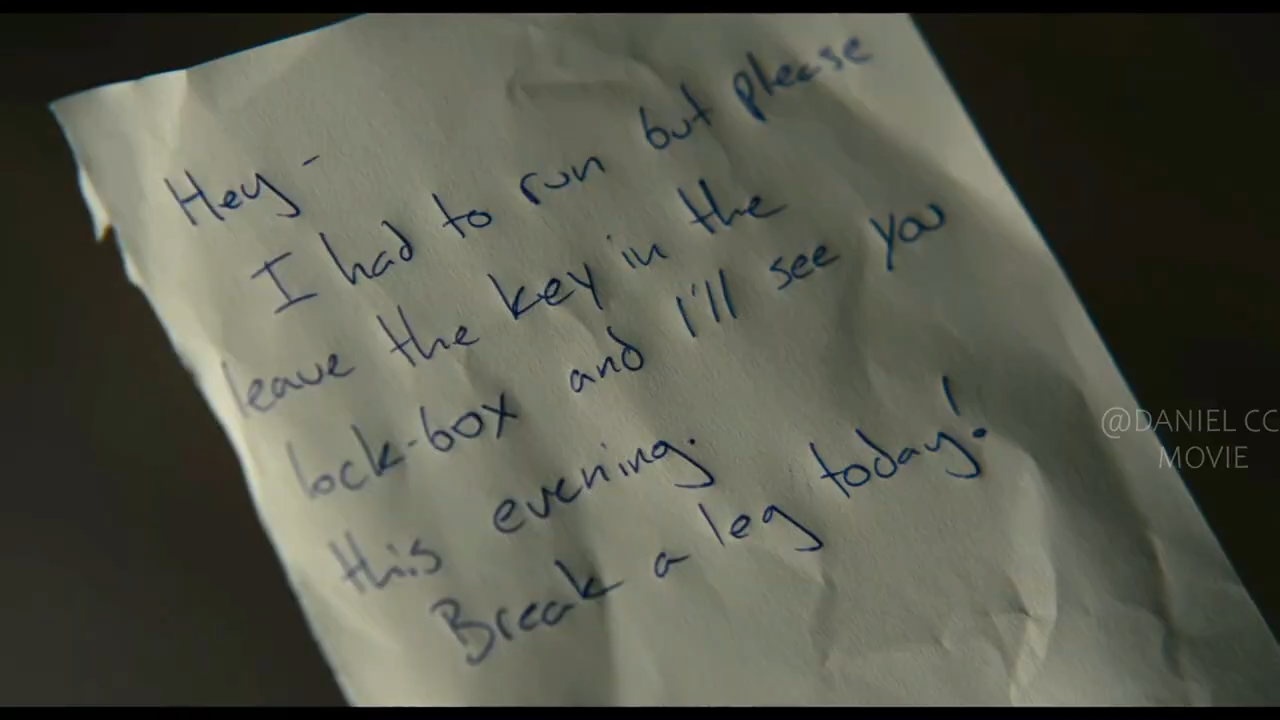 Hey -
I had to run but please
leave the key in the
lock-box and I'll see you
this evening.
Break a leg today!
@DANIEL CC
MOVIE